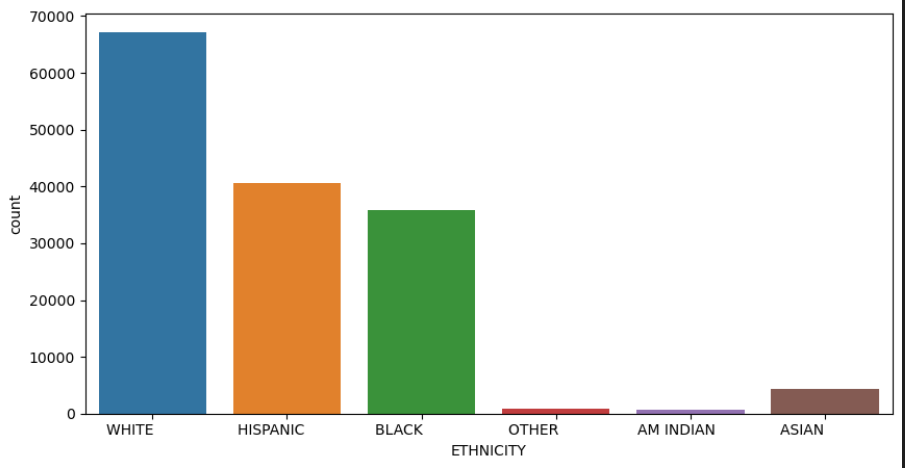 70000
60000
50000
40000
30000
20000
10000
0
count
WHITE HISPANIC BLACK OTHER AM INDIAN ASIAN
ETHNICITY